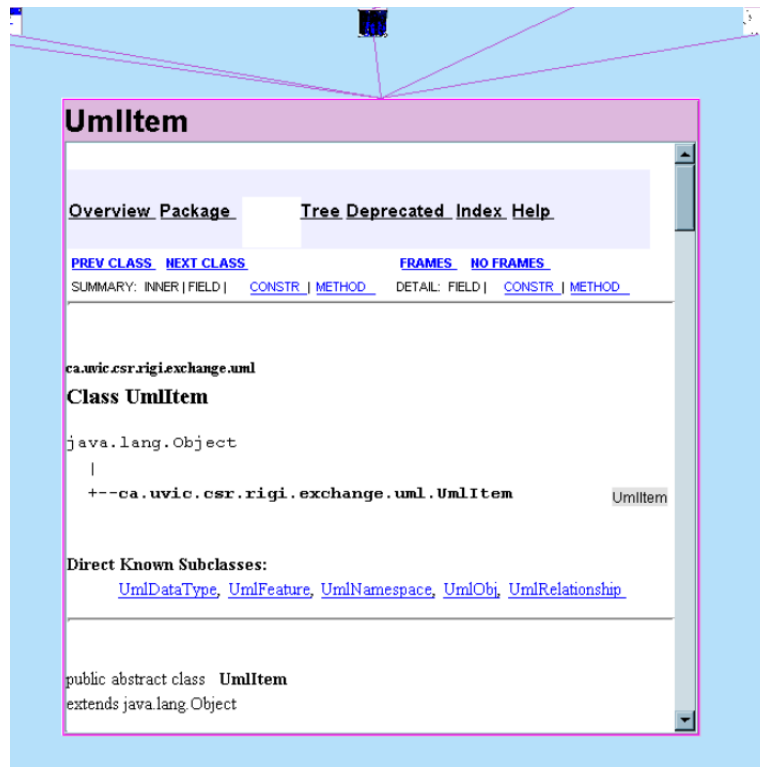 UmlItem
Overview Package Tree Deprecated Index Help
PREV CLASS NEXT CLASS FRAMES NO FRAMES
SUMMARY: INNER | FIELD | CONSTR | METHOD DETAIL: FIELD | CONSTR | METHOD
ca.uvic.csr.rigi.exchange.uml
Class UmlItem
java.lang.Object
|
+--ca.uvic.csr.rigi.exchange.uml.UmlItem
UmlItem
Direct Known Subclasses:
UmlDataType, UmlFeature, UmlNamespace, UmlObj, UmlRelationship
public abstract class UmlItem
extends java.lang.Object